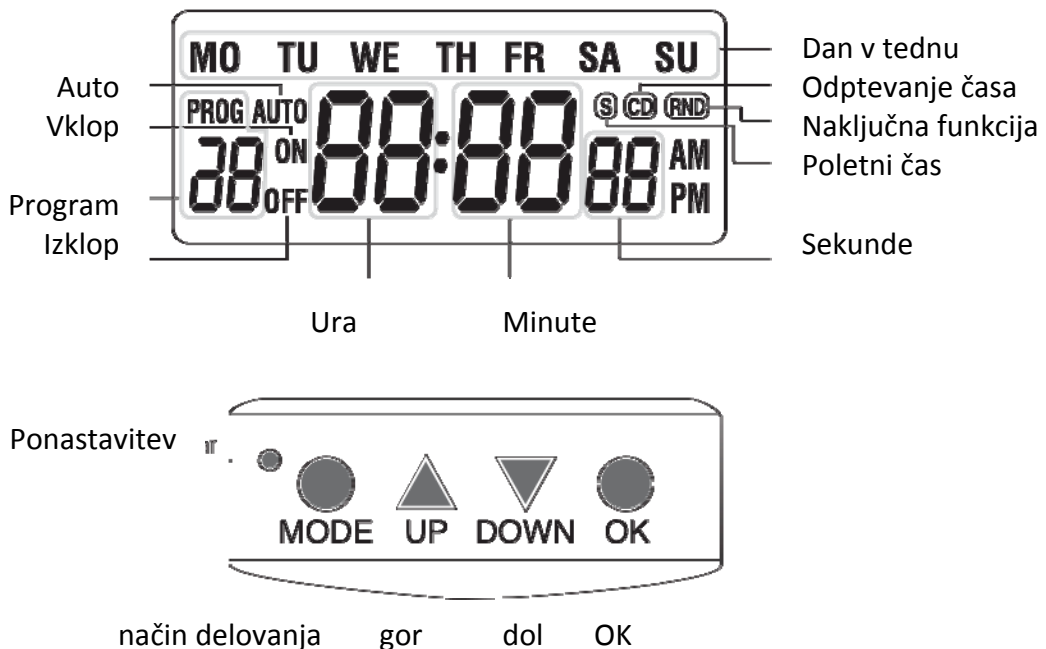 MO TU WE TH FR SA SU Dan v tednu
Auto Odptevanje časa
PROG AUTO S CD RND
Vklop Naključna funkcija
ON 88:88 AM Poletni čas
Program 28 88
OFF PM
Izklop Sekunde
Ura Minute
Ponastavitev
MODE UP DOWN OK
način delovanja gor dol OK